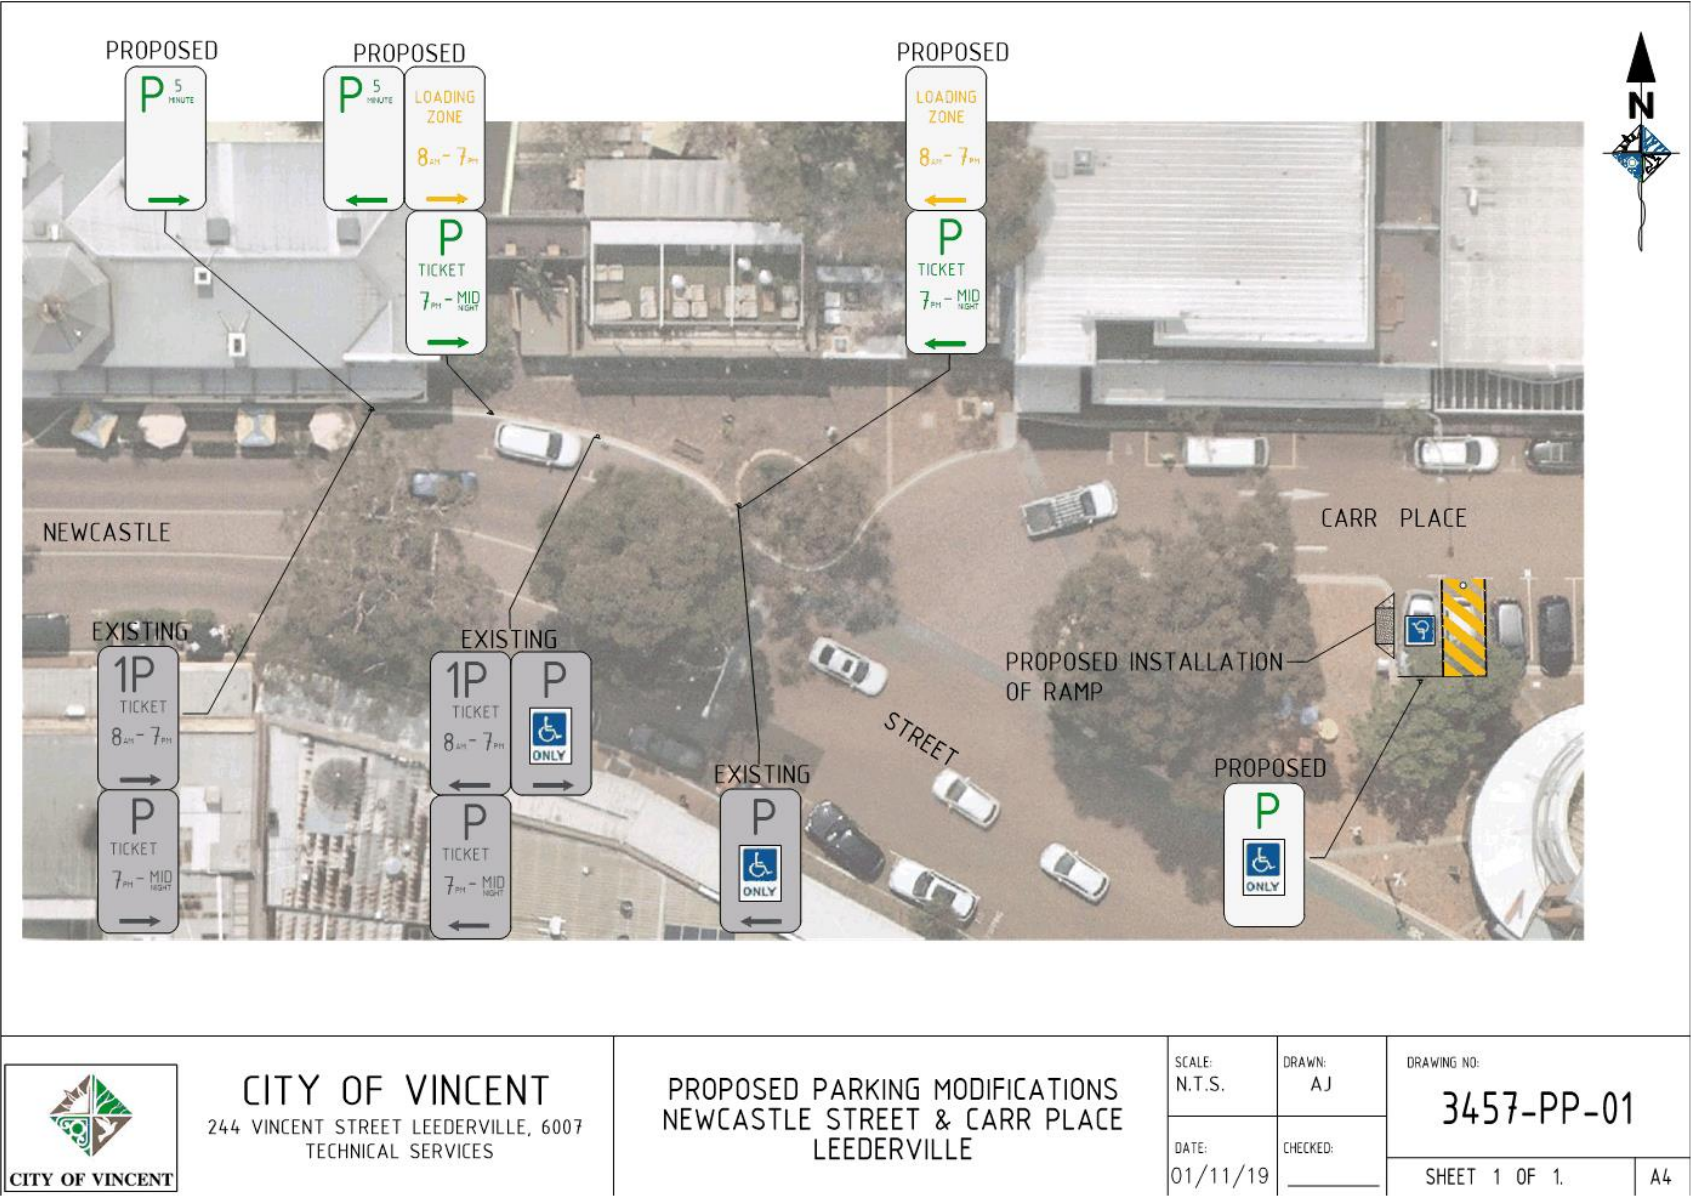 PROPOSED
P 5 MINUTE
PROPOSED
P 5 MINUTE
LOADING
ZONE
8AM - 7PM
P
TICKET
7PM - MID NIGHT
PROPOSED
LOADING
ZONE
8AM - 7PM
P
TICKET
7PM - MID NIGHT
N
NEWCASTLE
CARR PLACE
STREET
PROPOSED INSTALLATION
OF RAMP
EXISTING
1P
TICKET
8AM - 7PM
P
TICKET
7PM - MID NIGHT
EXISTING
1P
TICKET
8AM - 7PM
P
ONLY
P
TICKET
7PM - MID NIGHT
EXISTING
P
ONLY
PROPOSED
P
ONLY
CITY OF VINCENT
CITY OF VINCENT
244 VINCENT STREET LEEDERVILLE, 6007
TECHNICAL SERVICES
PROPOSED PARKING MODIFICATIONS
NEWCASTLE STREET & CARR PLACE
LEEDERVILLE
SCALE:
N.T.S.
DRAWN:
AJ
DATE:
01/11/19
CHECKED:
DRAWING NO:
3457-PP-01
SHEET 1 OF 1.
A4